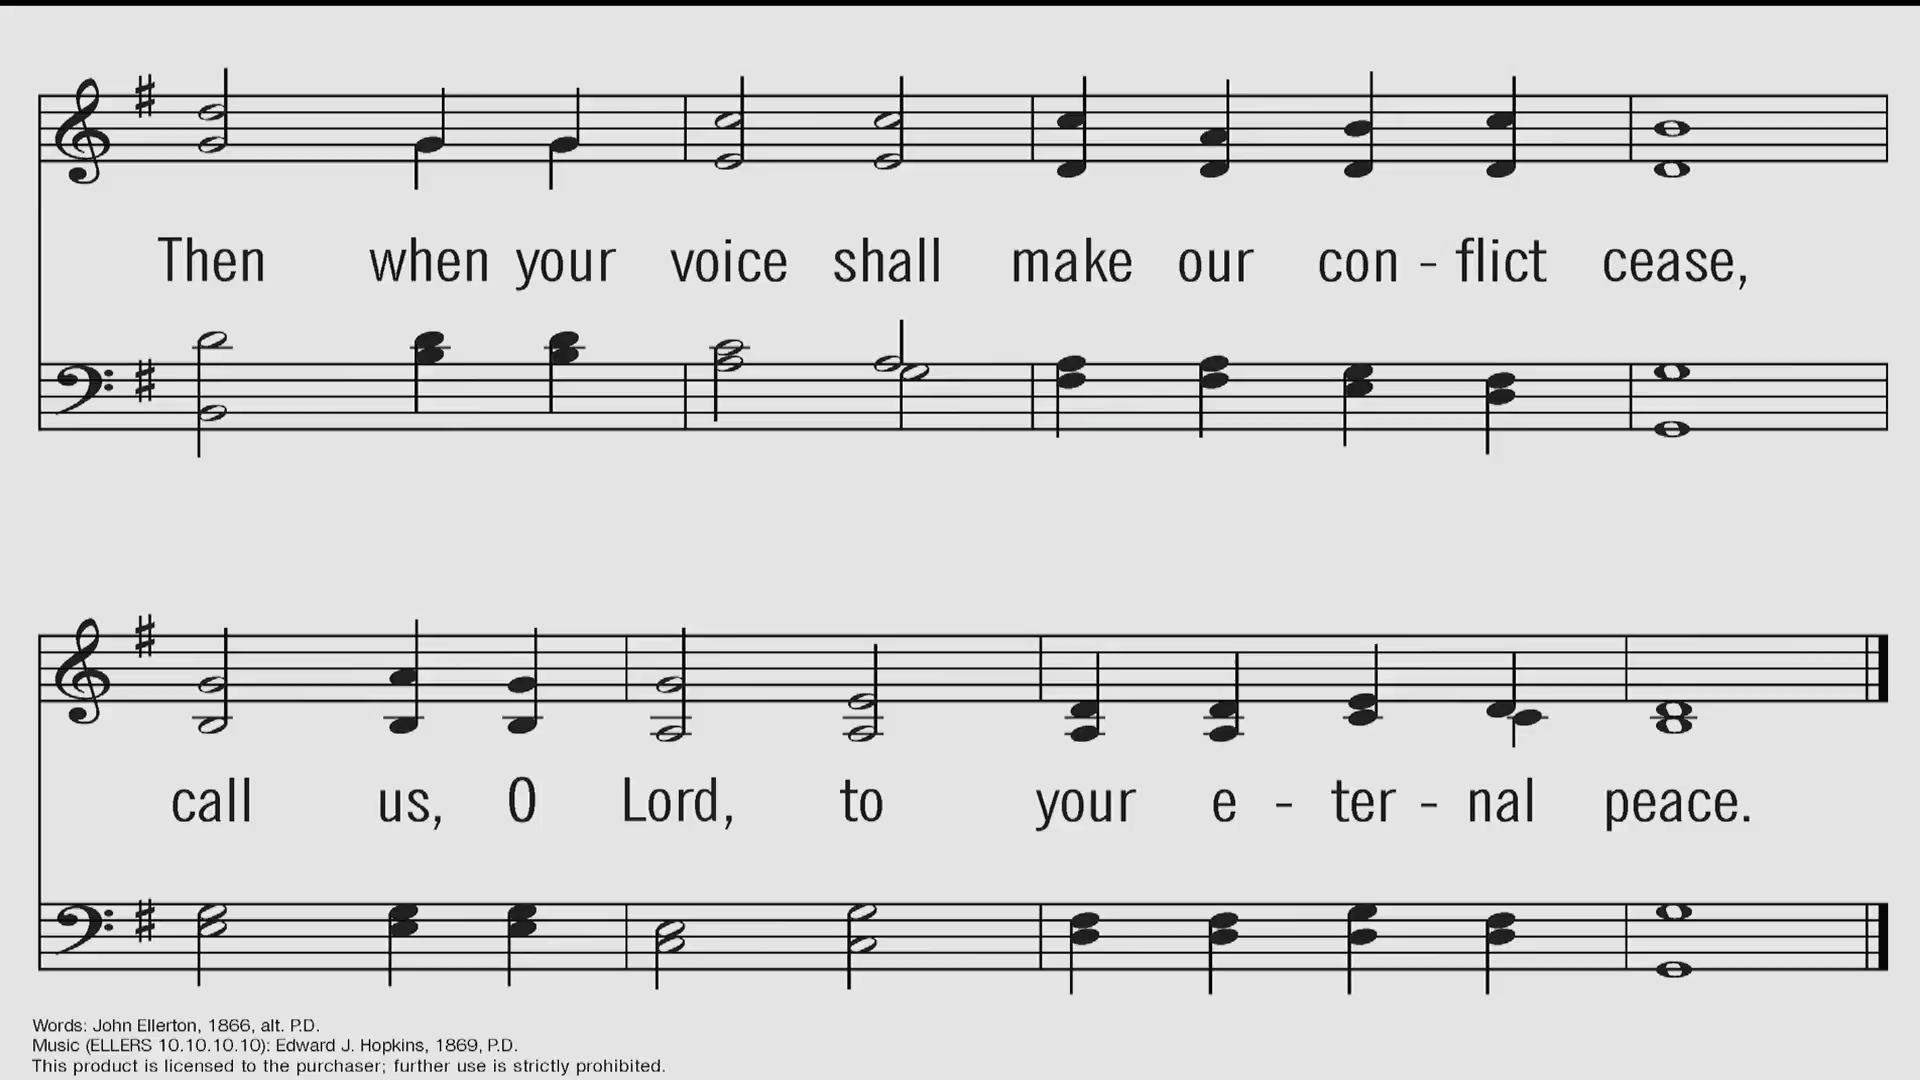 Then when your voice shall make our con - flict cease,
call us, O Lord, to your e - ter - nal peace.
Words: John Ellerton, 1866, alt. P.D.
Music (ELLERS 10.10.10.10): Edward J. Hopkins, 1869, P.D.
This product is licensed to the purchaser; further use is strictly prohibited.